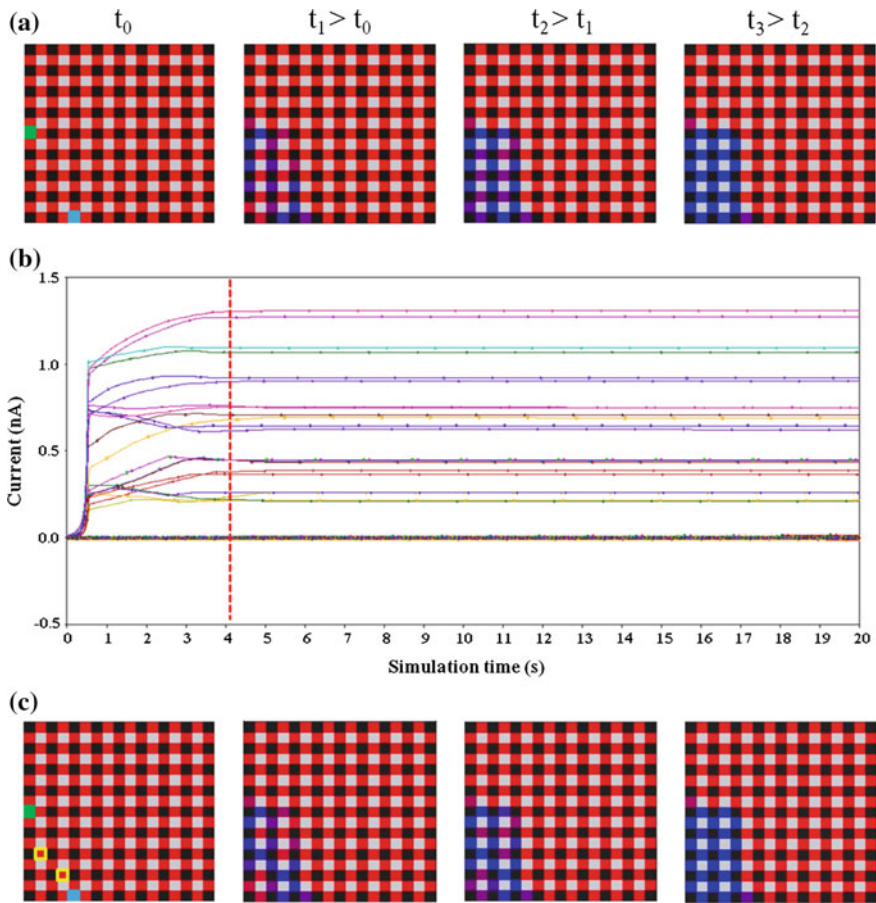 (a)
t₀ t₁ > t₀ t₂ > t₁ t₃ > t₂
(b)
1.5
1.0
0.5
0.0
-0.5
Current (nA)
0 1 2 3 4 5 6 7 8 9 10 11 12 13 14 15 16 17 18 19 20
Simulation time (s)
(c)